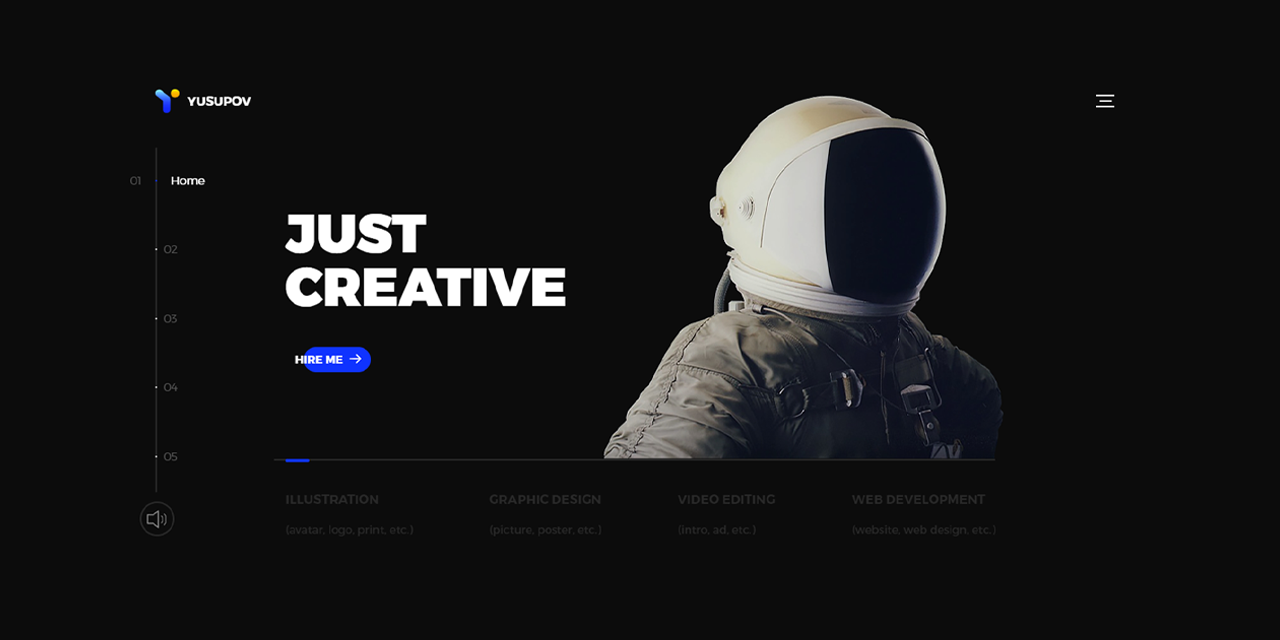 YUSUPOV
01 Home
JUST
CREATIVE
02
03
HIRE ME
04
05
ILLUSTRATION
(avatar, logo, print, etc.)
GRAPHIC DESIGN
(picture, poster, etc.)
VIDEO EDITING
(intro, ad, etc.)
WEB DEVELOPMENT
(website, web design, etc.)